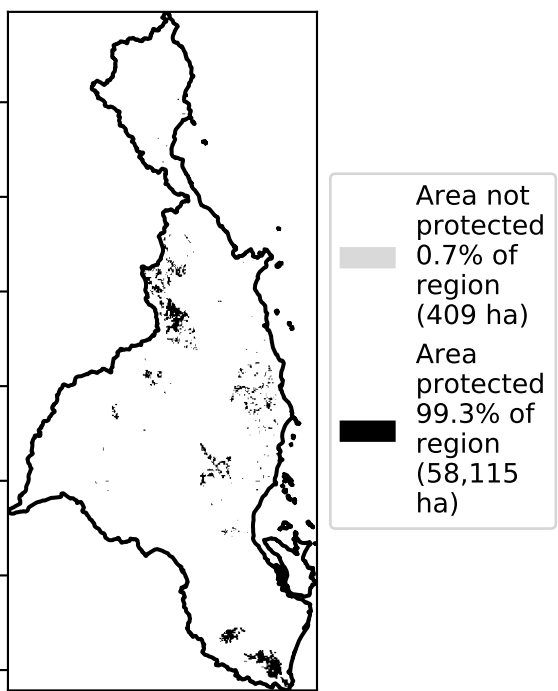 Area not
protected
0.7% of
region
(409 ha)
Area
protected
99.3% of
region
(58,115
ha)